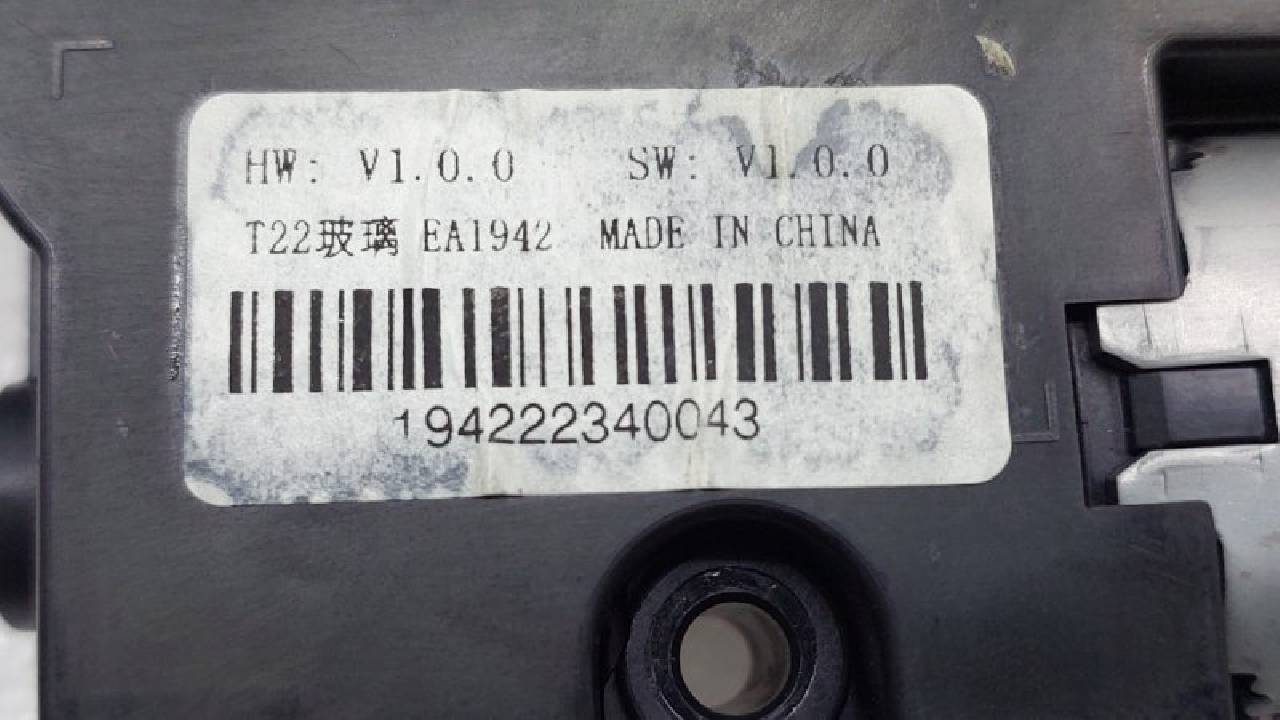 HW: V1.0.0 SW: V1.0.0
T22玻璃 EA1942 MADE IN CHINA
194222340043